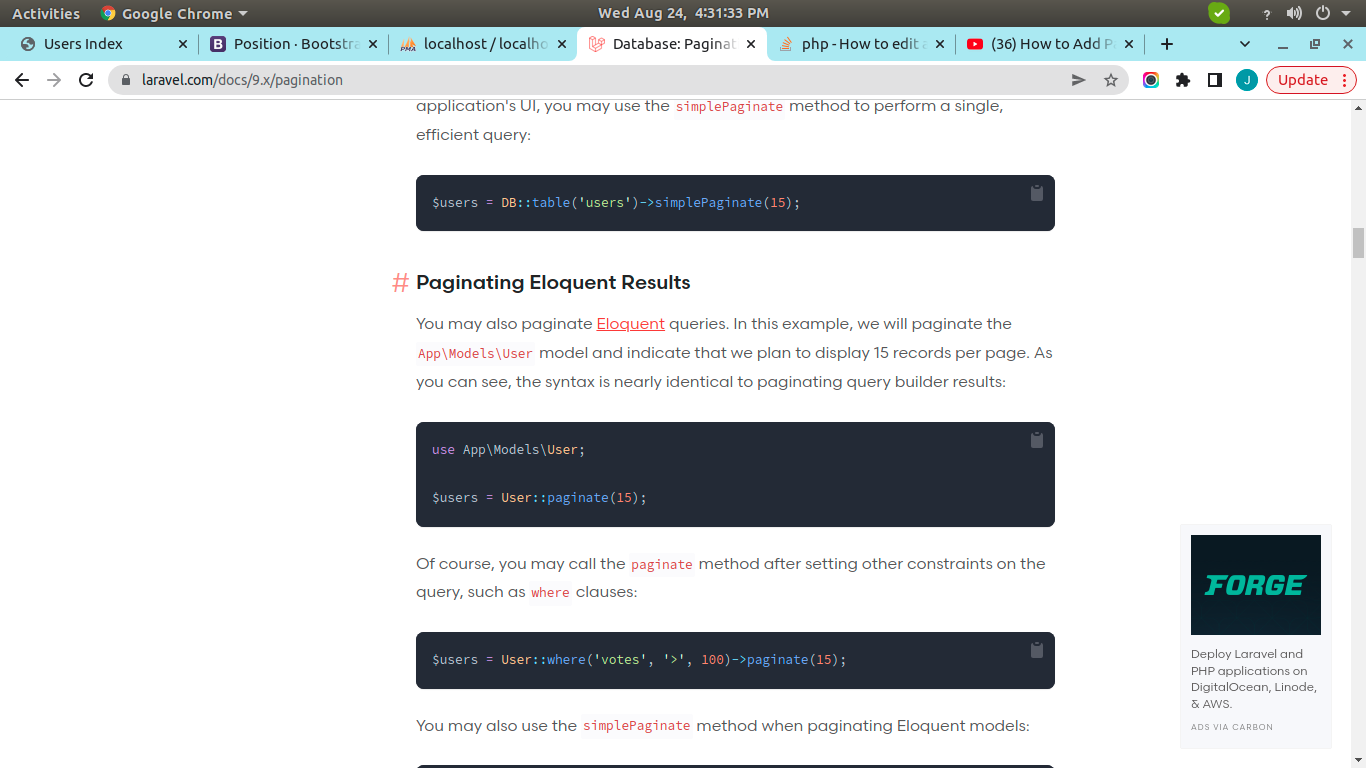 Activities
Google Chrome
Wed Aug 24, 4:31:33 PM
?
Users Index
B Position · Bootstra
PMA localhost / localho
Database: Paginat
php - How to edit a
(36) How to Add Pa
laravel.com/docs/9.x/pagination
J
Update
application's UI, you may use the simplePaginate method to perform a single,
efficient query:
$users = DB::table('users')->simplePaginate(15);
# Paginating Eloquent Results
You may also paginate Eloquent queries. In this example, we will paginate the
App\Models\User model and indicate that we plan to display 15 records per page. As
you can see, the syntax is nearly identical to paginating query builder results:
use App\Models\User;
$users = User::paginate(15);
Of course, you may call the paginate method after setting other constraints on the
query, such as where clauses:
$users = User::where('votes', '>', 100)->paginate(15);
You may also use the simplePaginate method when paginating Eloquent models:
FORGE
Deploy Laravel and
PHP applications on
DigitalOcean, Linode,
& AWS.
ADS VIA CARBON